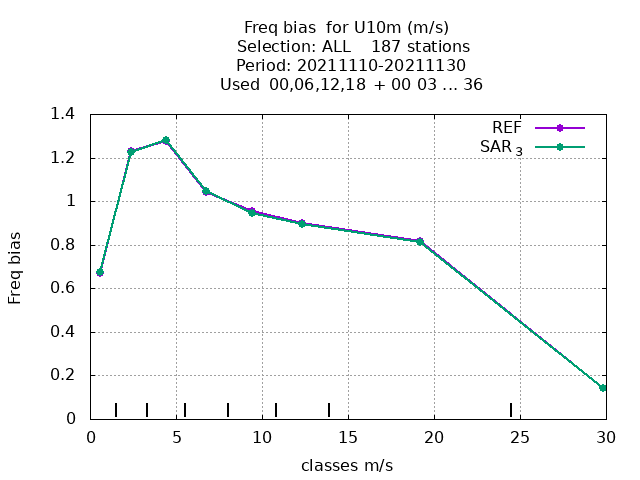 Freq bias  for U10m (m/s)
Selection: ALL    187 stations
Period: 20211110-20211130
Used  00,06,12,18  + 00 03 ... 36
REF
SAR 3
1.4
1.2
1
0.8
0.6
0.4
0.2
0
Freq bias
0 5 10 15 20 25 30
classes m/s